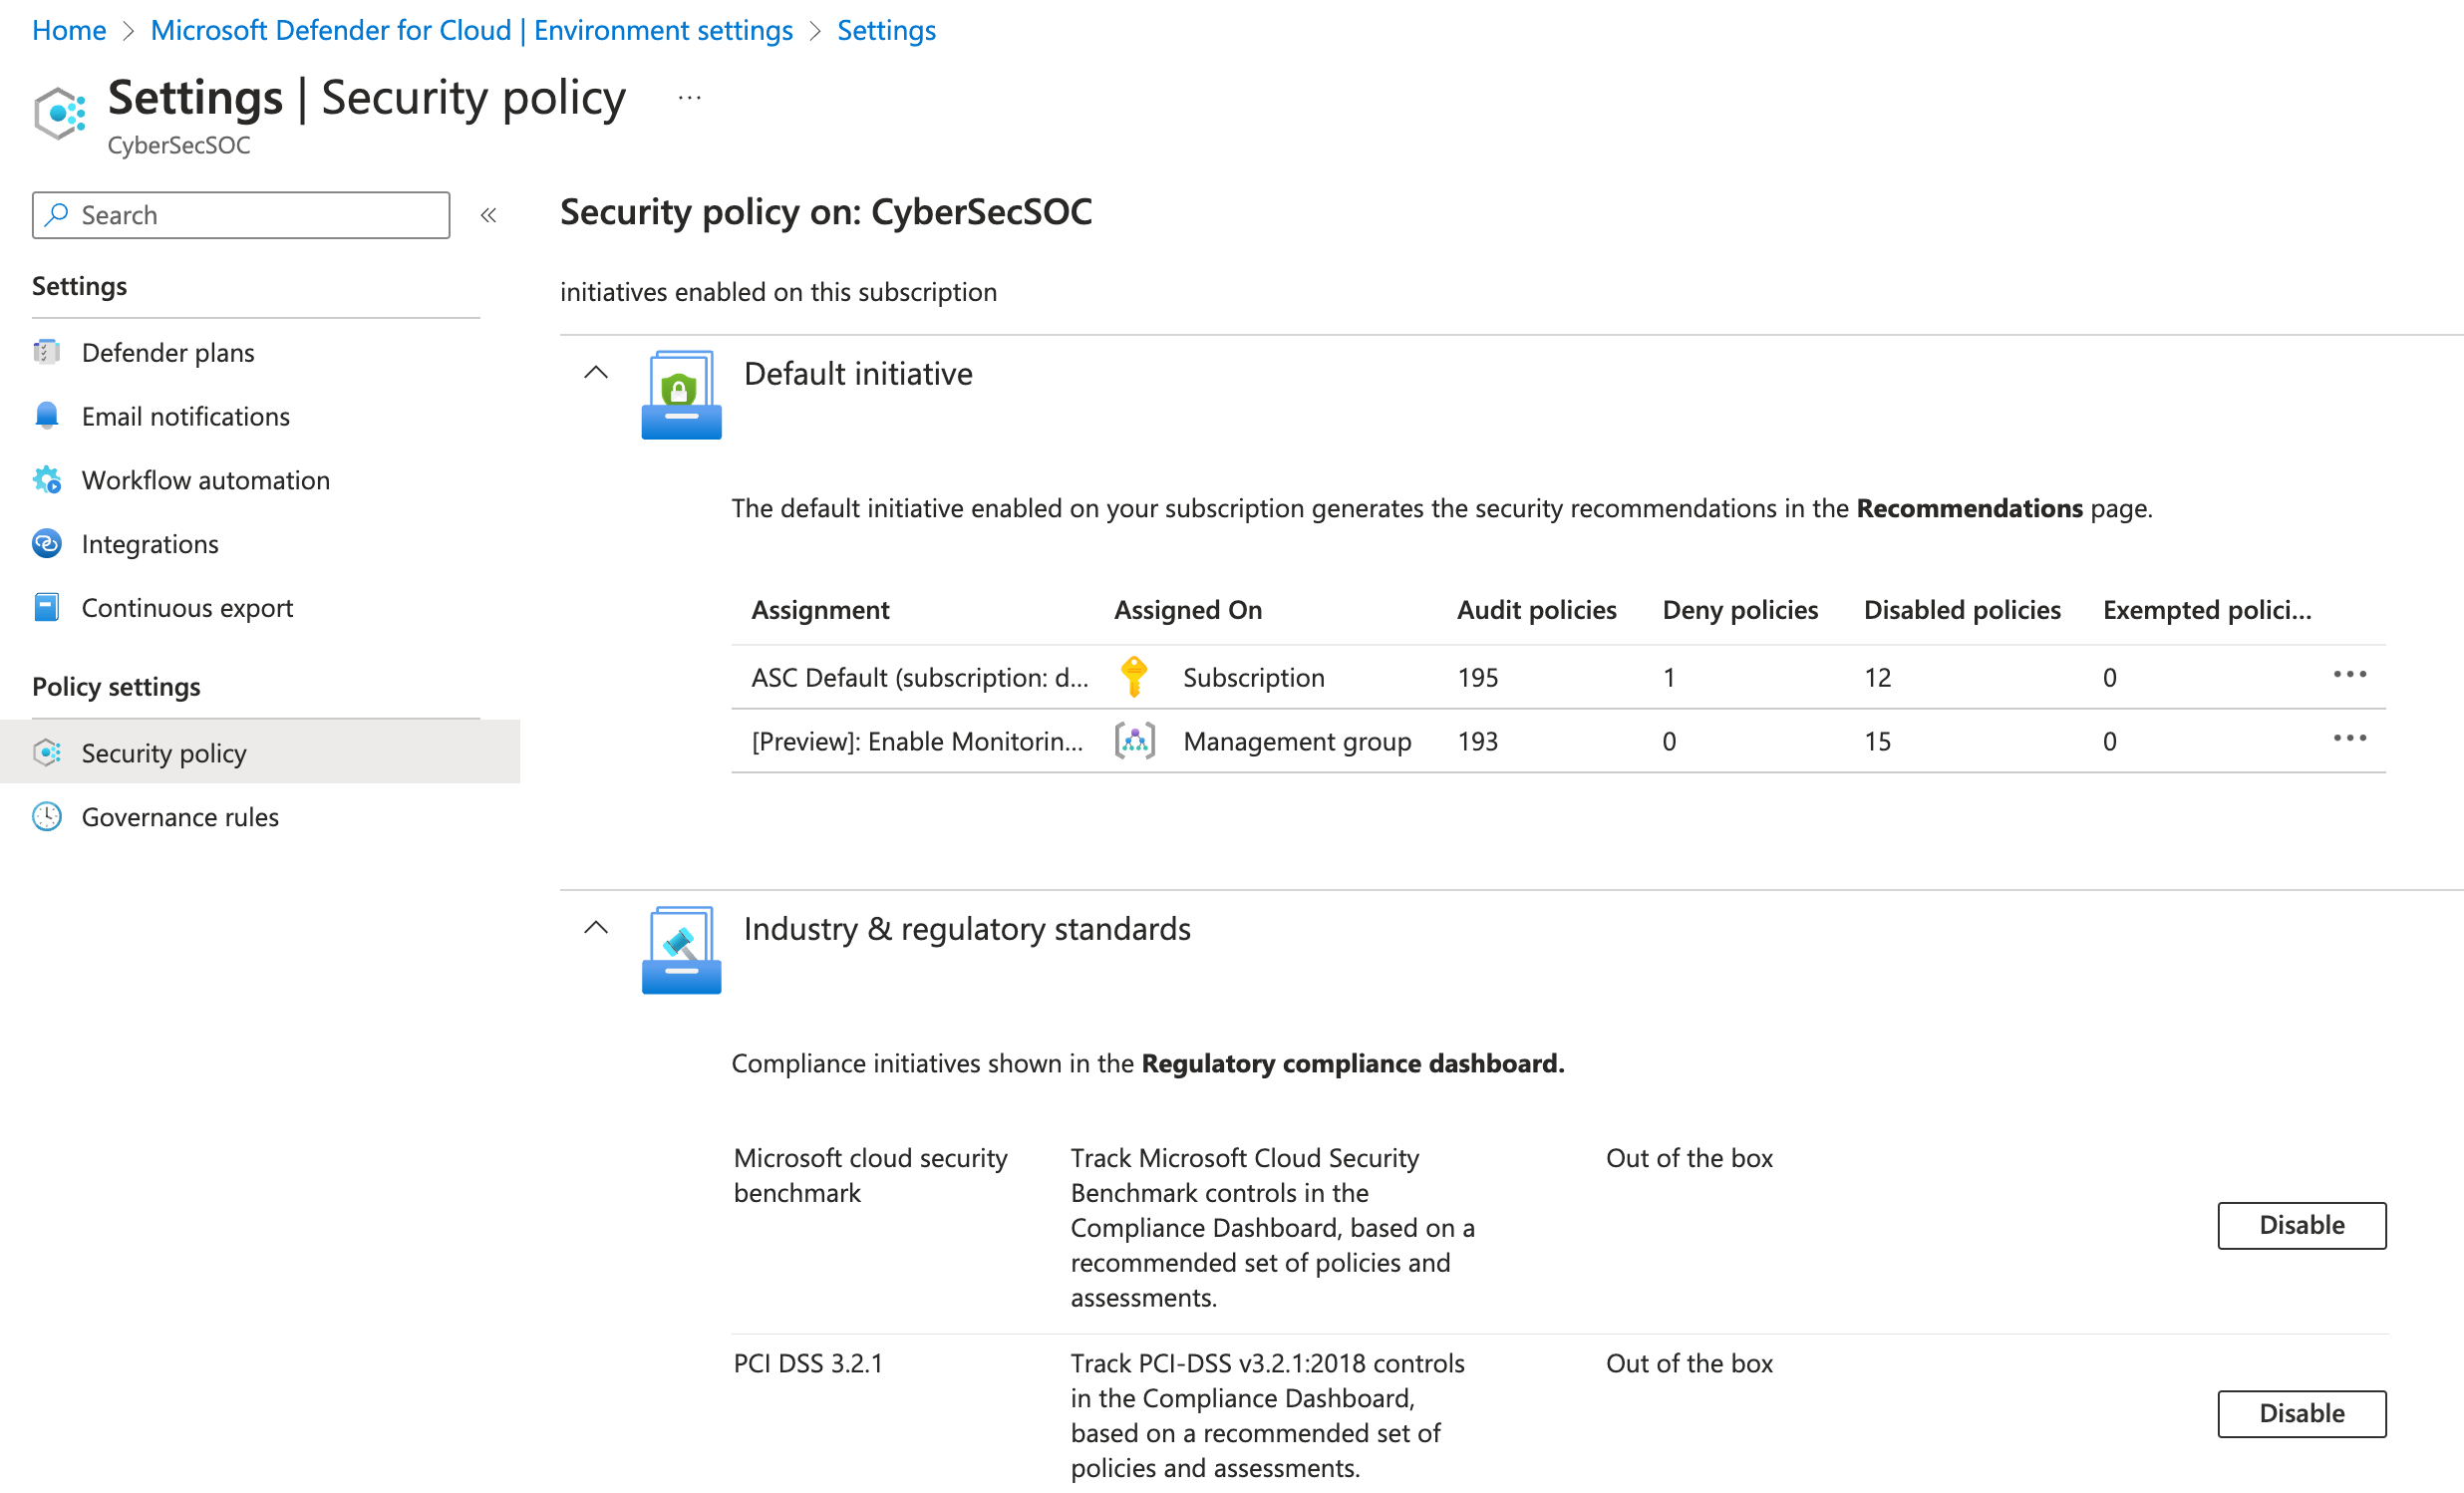 Home > Microsoft Defender for Cloud | Environment settings > Settings
Settings | Security policy ...
CyberSecSOC
Search «
Settings
Defender plans
Email notifications
Workflow automation
Integrations
Continuous export
Policy settings
Security policy
Governance rules
Security policy on: CyberSecSOC
initiatives enabled on this subscription
Default initiative
The default initiative enabled on your subscription generates the security recommendations in the Recommendations page.
Assignment Assigned On Audit policies Deny policies Disabled policies Exempted polici...
ASC Default (subscription: d... Subscription 195 1 12 0 ...
[Preview]: Enable Monitorin... Management group 193 0 15 0 ...
Industry & regulatory standards
Compliance initiatives shown in the Regulatory compliance dashboard.
Microsoft cloud security
benchmark
Track Microsoft Cloud Security
Benchmark controls in the
Compliance Dashboard, based on a
recommended set of policies and
assessments.
Out of the box
Disable
PCI DSS 3.2.1
Track PCI-DSS v3.2.1:2018 controls
in the Compliance Dashboard,
based on a recommended set of
policies and assessments.
Out of the box
Disable